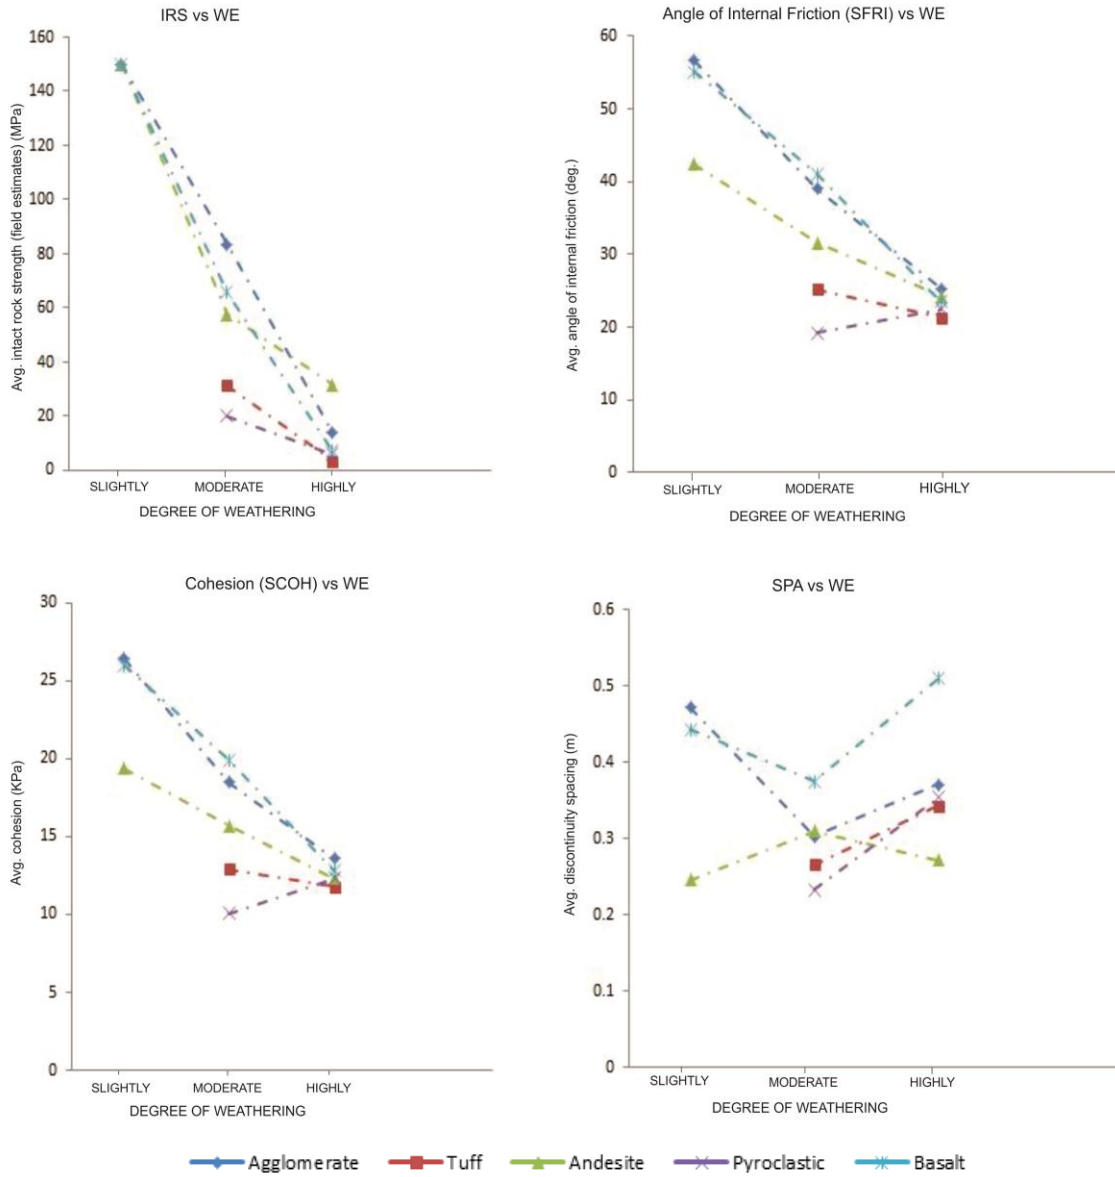 IRS vs WE
160
140
120
100
80
60
40
20
0
Avg. intact rock strength (field estimates) (MPa)
SLIGHTLY MODERATE HIGHLY
DEGREE OF WEATHERING
Angle of Internal Friction (SFRI) vs WE
60
50
40
30
20
10
0
Avg. angle of internal friction (deg.)
SLIGHTLY MODERATE HIGHLY
DEGREE OF WEATHERING
Cohesion (SCOH) vs WE
30
25
20
15
10
5
0
Avg. cohesion (KPa)
SLIGHTLY MODERATE HIGHLY
DEGREE OF WEATHERING
SPA vs WE
0.6
0.5
0.4
0.3
0.2
0.1
0
Avg. discontinuity spacing (m)
SLIGHTLY MODERATE HIGHLY
DEGREE OF WEATHERING
Agglomerate Tuff Andesite Pyroclastic Basalt